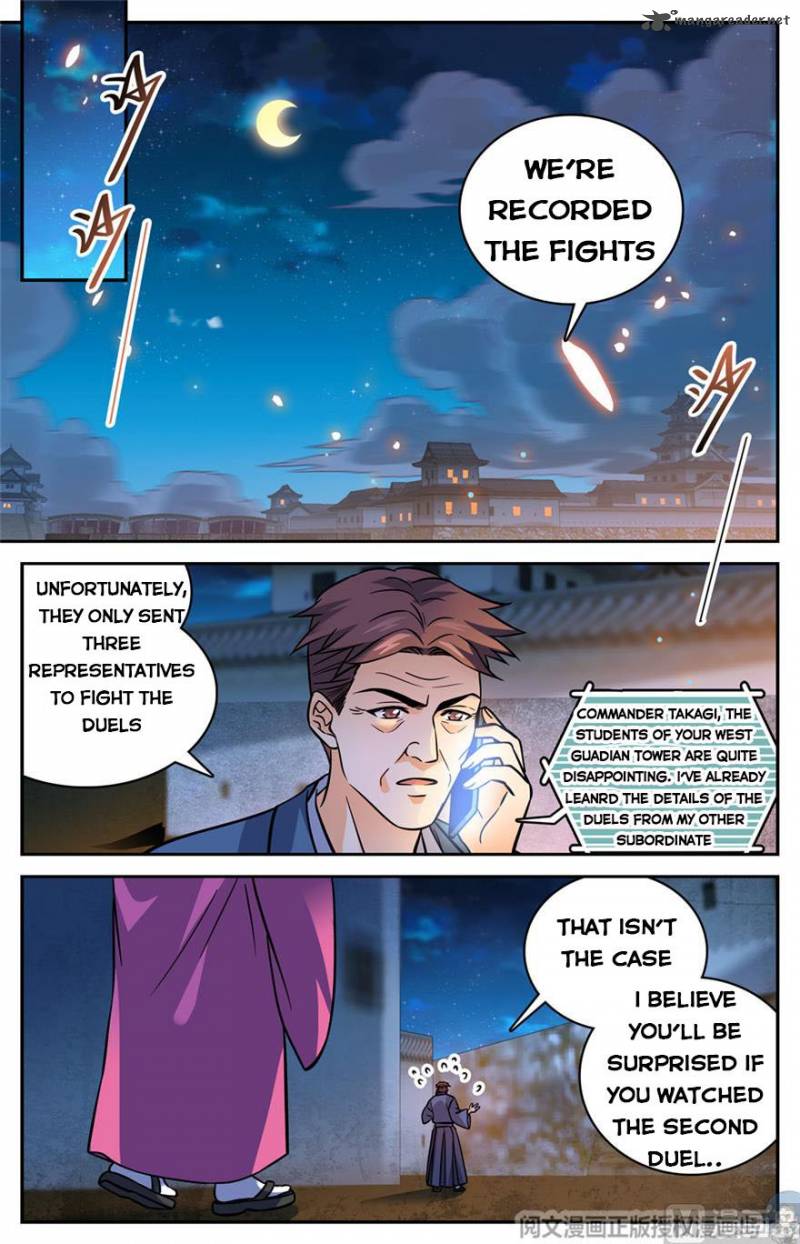 mangareader.net
WE'RE
RECORDED
THE FIGHTS
UNFORTUNATELY,
THEY ONLY SENT
THREE
REPRESENTATIVES
TO FIGHT THE
DUELS
COMMANDER TAKAGI, THE
STUDENTS OF YOUR WEST
GUADIAN TOWER ARE QUITE
DISAPPOINTING. I'VE ALREADY
LEANRD THE DETAILS OF THE
DUELS FROM MY OTHER
SUBORDINATE
THAT ISN'T
THE CASE
I BELIEVE
YOU'LL BE
SURPRISED IF
YOU WATCHED
THE SECOND
DUEL..